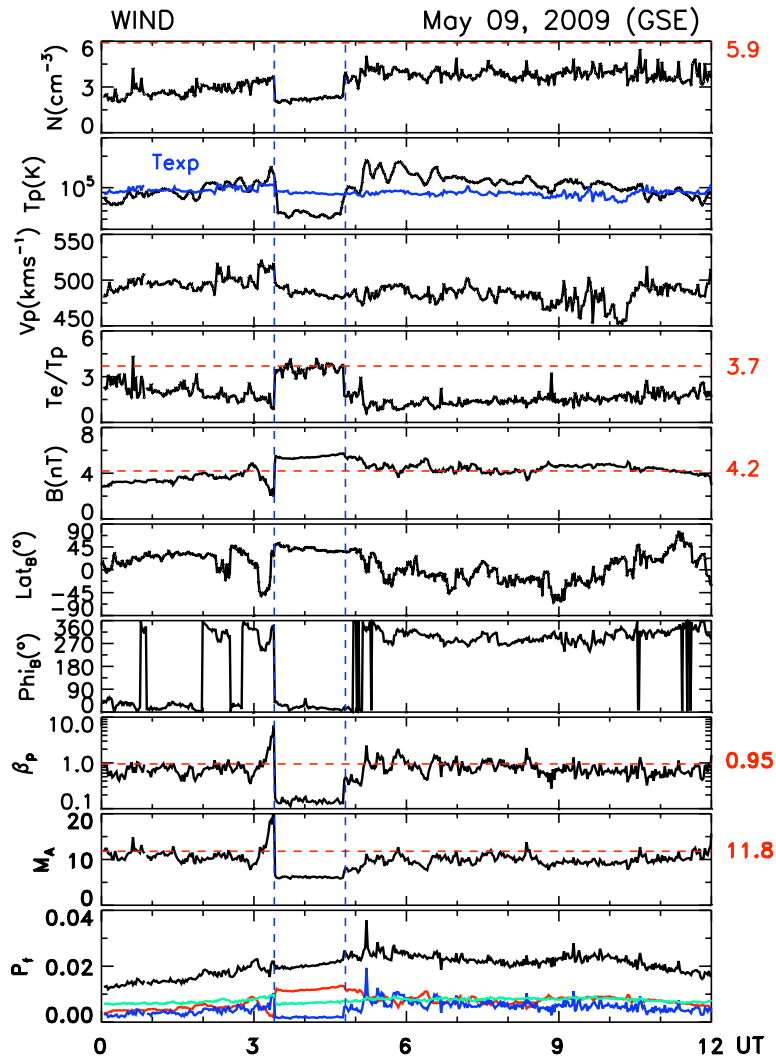 WIND May 09, 2009 (GSE)
6
3
0
N(cm⁻³)
5.9
Texp
10⁵
Tp(K)
550
500
450
Vp(kms⁻¹)
6
3
0
Te/Tp
3.7
8
4
0
B(nT)
4.2
90
45
0
−45
−90
Lat_B(°)
360
270
180
90
0
Phi_B(°)
10.0
1.0
0.1
β_p
0.95
20
10
0
M_A
11.8
0.04
0.02
0.00
P_f
0 3 6 9 12 UT